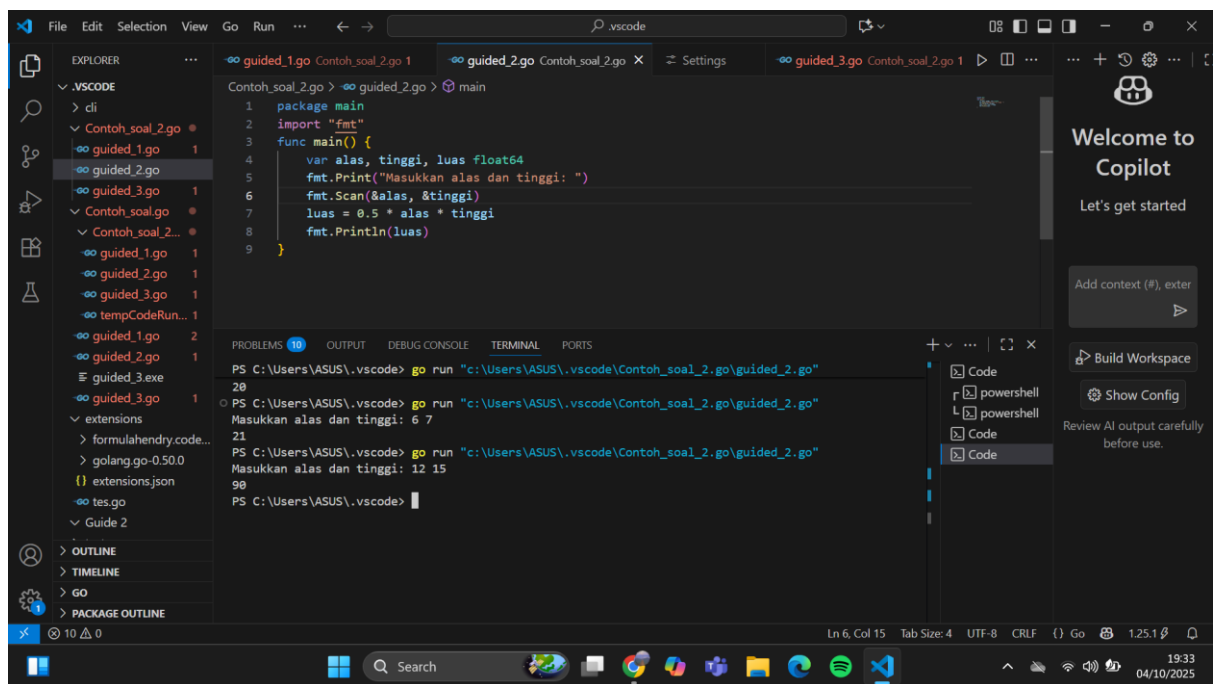 File Edit Selection View Go Run ··· ← → .vscode
EXPLORER ···
.VSCODE
cli
Contoh_soal_2.go
guided_1.go 1
guided_2.go
guided_3.go 1
Contoh_soal.go
Contoh_soal_2...
guided_1.go 1
guided_2.go 1
guided_3.go 1
tempCodeRun... 1
guided_1.go 2
guided_2.go 1
guided_3.exe
guided_3.go 1
extensions
formulahendry.code...
golang.go-0.50.0
{} extensions.json
tes.go
Guide 2
OUTLINE
TIMELINE
GO
PACKAGE OUTLINE
guided_1.go Contoh_soal_2.go 1 guided_2.go Contoh_soal_2.go Settings guided_3.go Contoh_soal_2.go 1
Contoh_soal_2.go > guided_2.go > main
1 package main
2 import "fmt"
3 func main() {
4 var alas, tinggi, luas float64
5 fmt.Print("Masukkan alas dan tinggi: ")
6 fmt.Scan(&alas, &tinggi)
7 luas = 0.5 * alas * tinggi
8 fmt.Println(luas)
9 }
PROBLEMS 10 OUTPUT DEBUG CONSOLE TERMINAL PORTS
PS C:\Users\ASUS\.vscode> go run "c:\Users\ASUS\.vscode\Contoh_soal_2.go\guided_2.go"
20
PS C:\Users\ASUS\.vscode> go run "c:\Users\ASUS\.vscode\Contoh_soal_2.go\guided_2.go"
Masukkan alas dan tinggi: 6 7
21
PS C:\Users\ASUS\.vscode> go run "c:\Users\ASUS\.vscode\Contoh_soal_2.go\guided_2.go"
Masukkan alas dan tinggi: 12 15
90
PS C:\Users\ASUS\.vscode>
Code
powershell
powershell
Code
Code
Welcome to
Copilot
Let's get started
Add context (#), exter
Build Workspace
Show Config
Review AI output carefully
before use.
1
10 0 Ln 6, Col 15 Tab Size: 4 UTF-8 CRLF {} Go 1.25.1
Search
19:33
04/10/2025